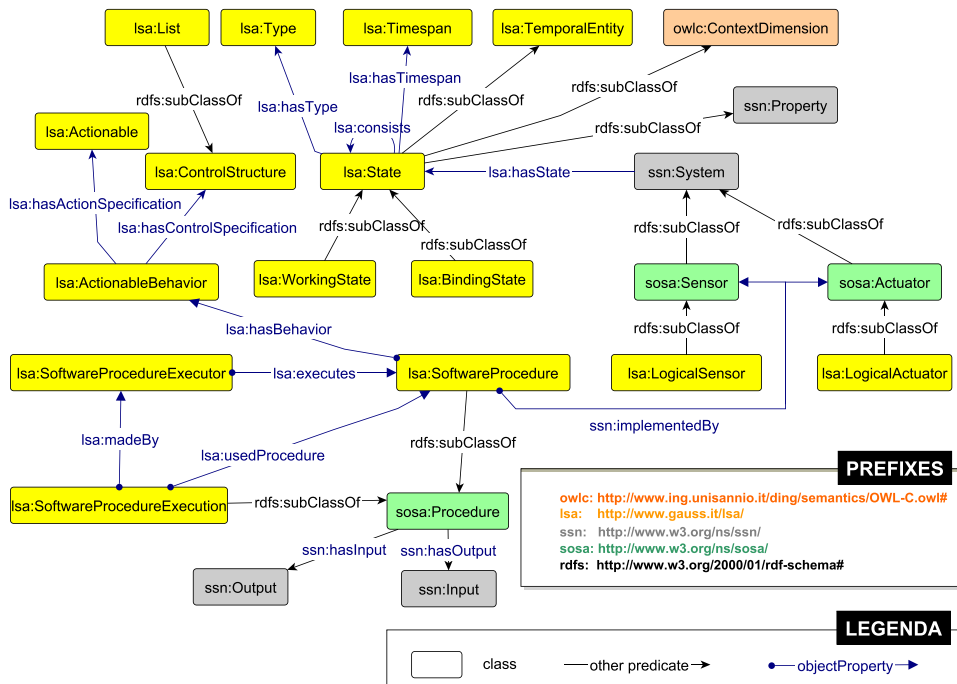 lsa:List
lsa:Type
lsa:Timespan
lsa:TemporalEntity
owlc:ContextDimension
lsa:hasTimespan
rdfs:subClassOf
rdfs:subClassOf
rdfs:subClassOf
lsa:hasType
ssn:Property
lsa:Actionable
lsa:consists
rdfs:subClassOf
lsa:ControlStructure
lsa:State
lsa:hasState
ssn:System
lsa:hasActionSpecification
lsa:hasControlSpecification
rdfs:subClassOf
rdfs:subClassOf
rdfs:subClassOf
rdfs:subClassOf
lsa:ActionableBehavior
lsa:WorkingState
lsa:BindingState
sosa:Sensor
sosa:Actuator
lsa:hasBehavior
rdfs:subClassOf
rdfs:subClassOf
lsa:SoftwareProcedureExecutor
lsa:executes
lsa:SoftwareProcedure
lsa:LogicalSensor
lsa:LogicalActuator
ssn:implementedBy
lsa:madeBy
lsa:usedProcedure
rdfs:subClassOf
lsa:SoftwareProcedureExecution
rdfs:subClassOf
sosa:Procedure
ssn:hasInput
ssn:hasOutput
ssn:Output
ssn:Input
PREFIXES
owlc: http://www.ing.unisannio.it/ding/semantics/OWL-C.owl#
lsa: http://www.gauss.it/lsa/
ssn: http://www.w3.org/ns/ssn/
sosa: http://www.w3.org/ns/sosa/
rdfs: http://www.w3.org/2000/01/rdf-schema#
LEGENDA
class
other predicate
objectProperty